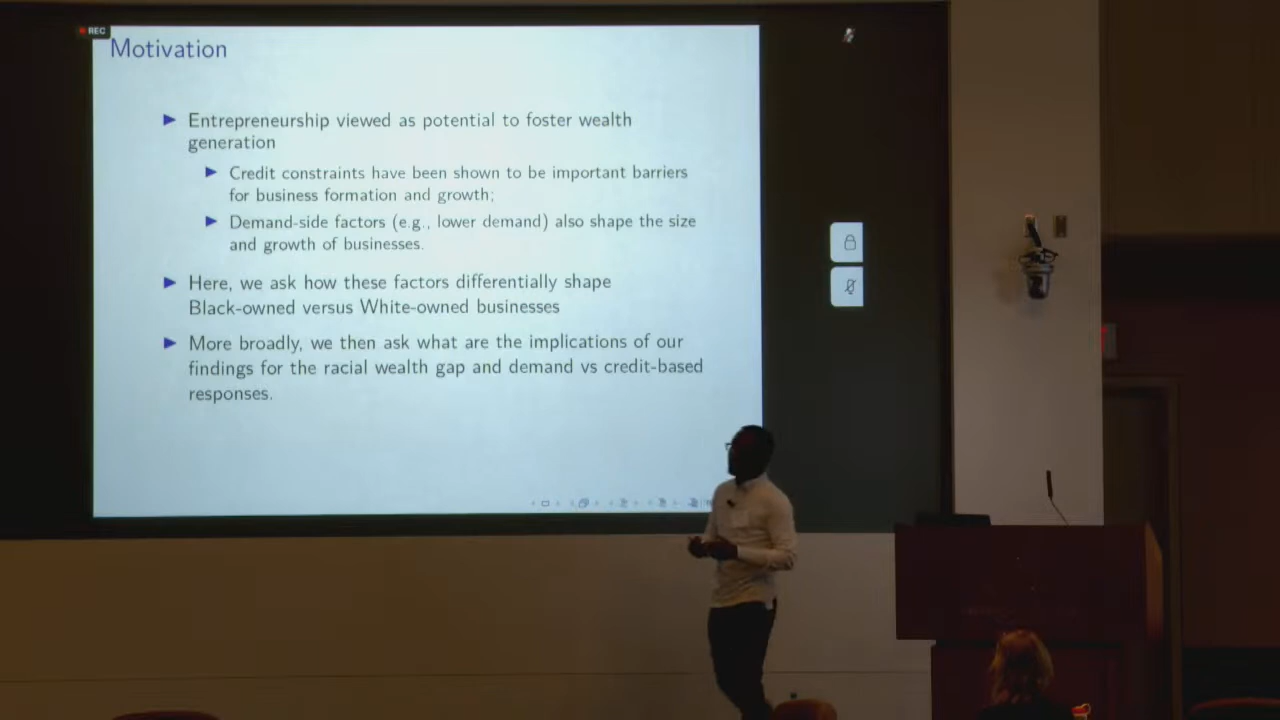 REC
Motivation
Entrepreneurship viewed as potential to foster wealth
generation
Credit constraints have been shown to be important barriers
for business formation and growth;
Demand-side factors (e.g., lower demand) also shape the size
and growth of businesses.
Here, we ask how these factors differentially shape
Black-owned versus White-owned businesses
More broadly, we then ask what are the implications of our
findings for the racial wealth gap and demand vs credit-based
responses.